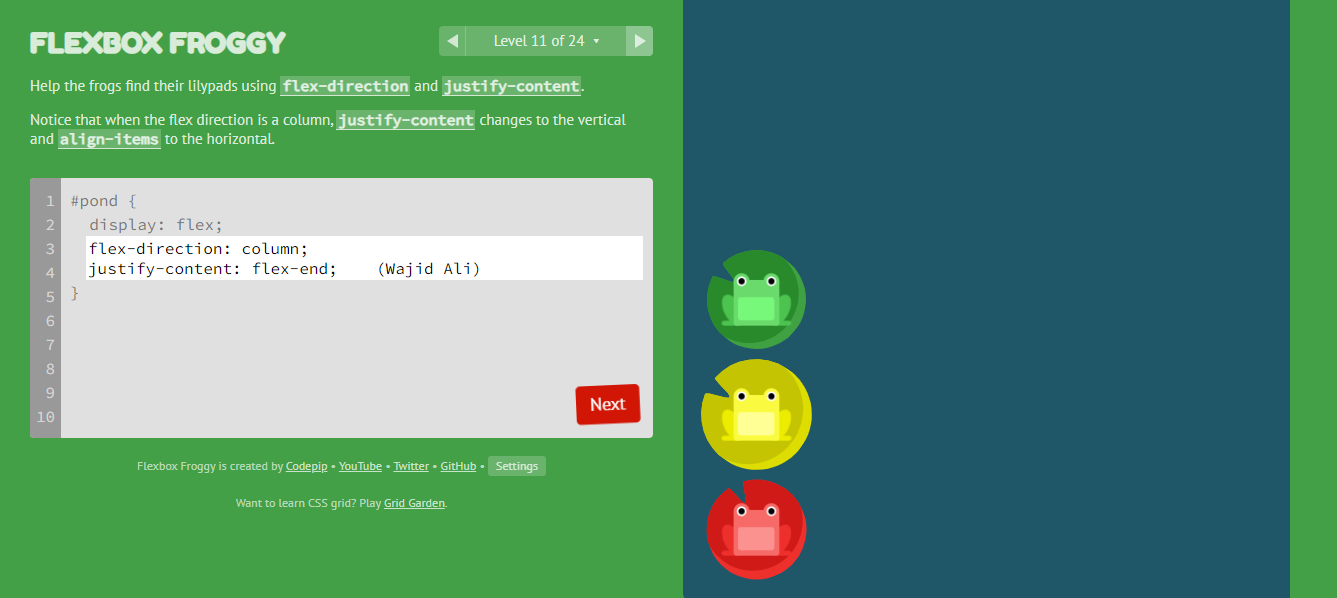 FLEXBOX FROGGY
Level 11 of 24
Help the frogs find their lilypads using flex-direction and justify-content.
Notice that when the flex direction is a column, justify-content changes to the vertical
and align-items to the horizontal.
1 #pond {
2 display: flex;
3 flex-direction: column;
4 justify-content: flex-end; (Wajid Ali)
5 }
6
7
8
9
10
Next
Flexbox Froggy is created by Codepip • YouTube • Twitter • GitHub • Settings
Want to learn CSS grid? Play Grid Garden.